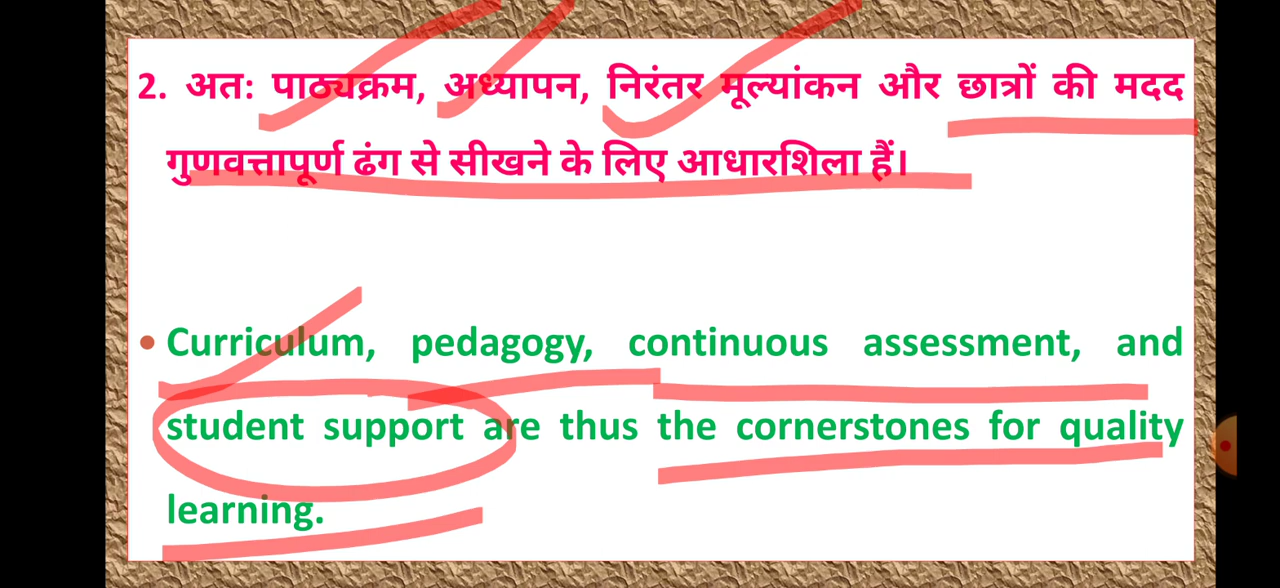 2. अत: पाठ्यक्रम, अध्यापन, निरंतर मूल्यांकन और छात्रों की मदद
गुणवत्तापूर्ण ढंग से सीखने के लिए आधारशिला हैं।
• Curriculum, pedagogy, continuous assessment, and
student support are thus the cornerstones for quality
learning.